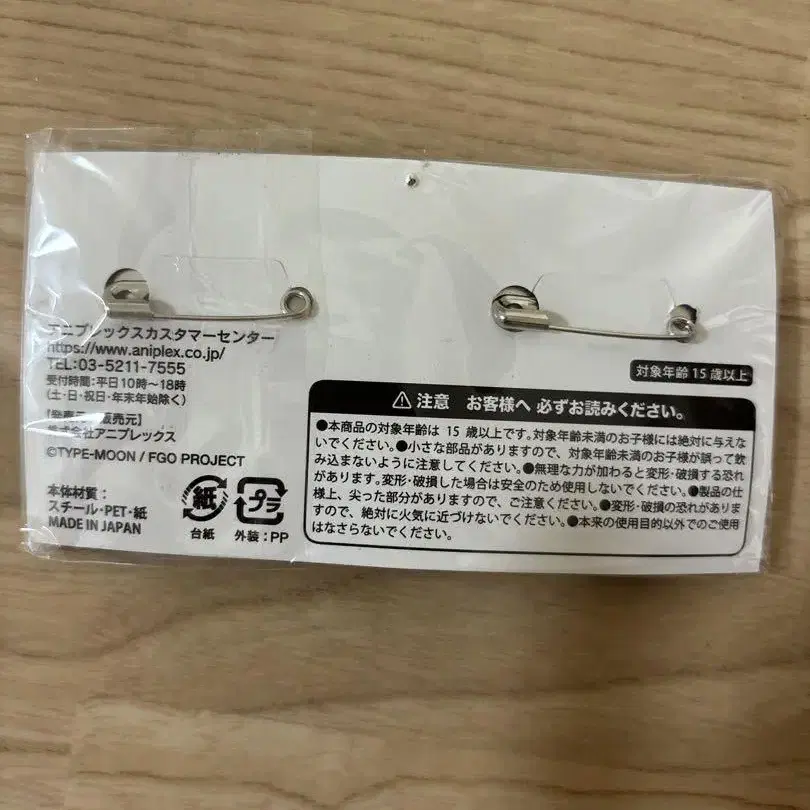 アニプレックスカスタマーセンター
https://www.aniplex.co.jp/
TEL:03-5211-7555
受付時間:平日10時～18時
(土・日・祝日・年末年始除く)
【発売元・販売元】
株式会社アニプレックス
©TYPE-MOON / FGO PROJECT
本体材質：
スチール・PET・紙
MADE IN JAPAN
紙
台紙
プラ
外装：PP
対象年齢15歳以上
⚠注意 お客様へ 必ずお読みください。
●本商品の対象年齢は 15 歳以上です。対象年齢未満のお子様には絶対に与えな
いでください。●小さな部品がありますので、対象年齢未満のお子様が誤って飲
み込まないように注意してください。●無理な力が加わると変形・破損する恐れ
があります。変形・破損した場合は安全のため使用しないでください。●製品の仕
様上、尖った部分がありますので、ご注意ください。●変形・破損の恐れがありま
すので、絶対に火気に近づけないでください。●本来の使用目的以外でのご使用
はなさらないでください。